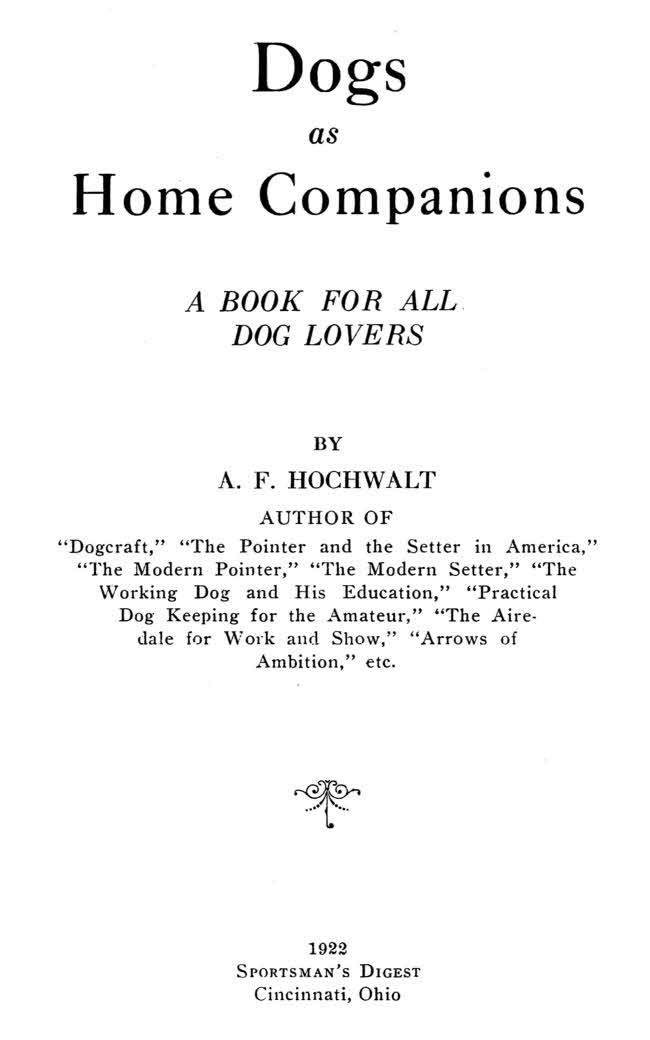 Dogs
as
Home Companions
A BOOK FOR ALL
DOG LOVERS
BY
A. F. HOCHWALT
AUTHOR OF
“Dogcraft,” “The Pointer and the Setter in America,”
“The Modern Pointer,” “The Modern Setter,” “The
Working Dog and His Education,” “Practical
Dog Keeping for the Amateur,” “The Aire-
dale for Work and Show,” “Arrows of
Ambition,” etc.
1922
SPORTSMAN'S DIGEST
Cincinnati, Ohio